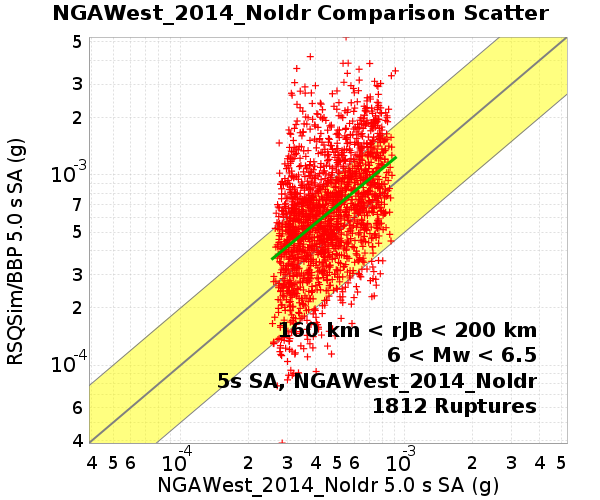 NGAWest_2014_NoIdr Comparison Scatter
5
3
2
10-3
7
5
3
2
10-4
6
4
RSQSim/BBP 5.0 s SA (g)
160 km < rJB < 200 km
6 < Mw < 6.5
5s SA, NGAWest_2014_NoIdr
1812 Ruptures
4 5 6 10-4 2 3 4 5 6 10-3 2 3 4 5
NGAWest_2014_NoIdr 5.0 s SA (g)